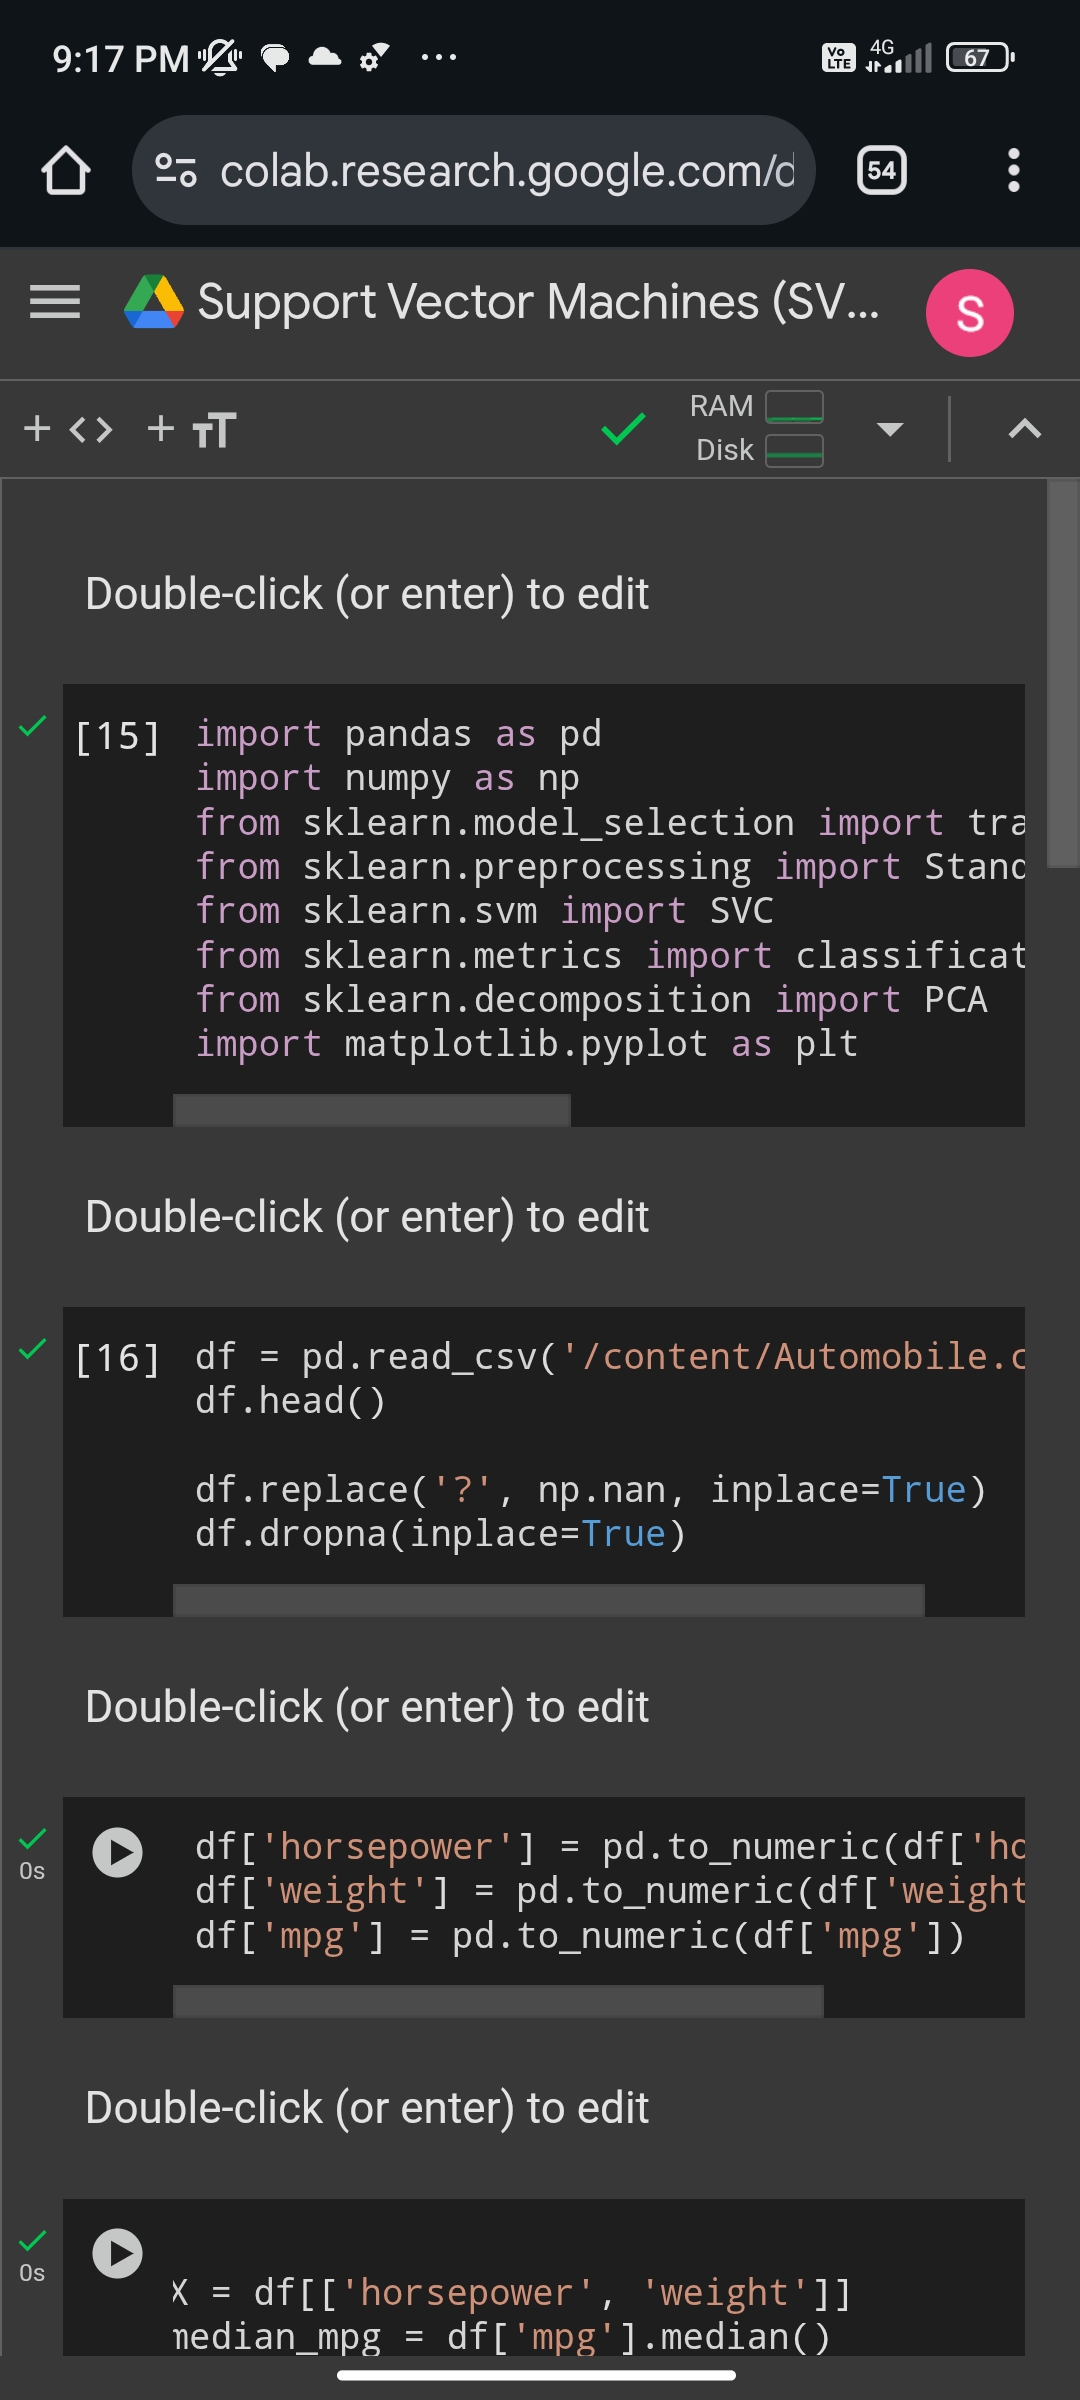 9:17 PM
Vo LTE 4G 67
colab.research.google.com/d
54
Support Vector Machines (SV...
S
RAM
Disk
Double-click (or enter) to edit
[15] import pandas as pd
import numpy as np
from sklearn.model_selection import tra
from sklearn.preprocessing import Stand
from sklearn.svm import SVC
from sklearn.metrics import classificat
from sklearn.decomposition import PCA
import matplotlib.pyplot as plt
Double-click (or enter) to edit
[16] df = pd.read_csv('/content/Automobile.c
df.head()
df.replace('?', np.nan, inplace=True)
df.dropna(inplace=True)
Double-click (or enter) to edit
df['horsepower'] = pd.to_numeric(df['ho
0s
df['weight'] = pd.to_numeric(df['weight
df['mpg'] = pd.to_numeric(df['mpg'])
Double-click (or enter) to edit
0s
X = df[['horsepower', 'weight']]
median_mpg = df['mpg'].median()